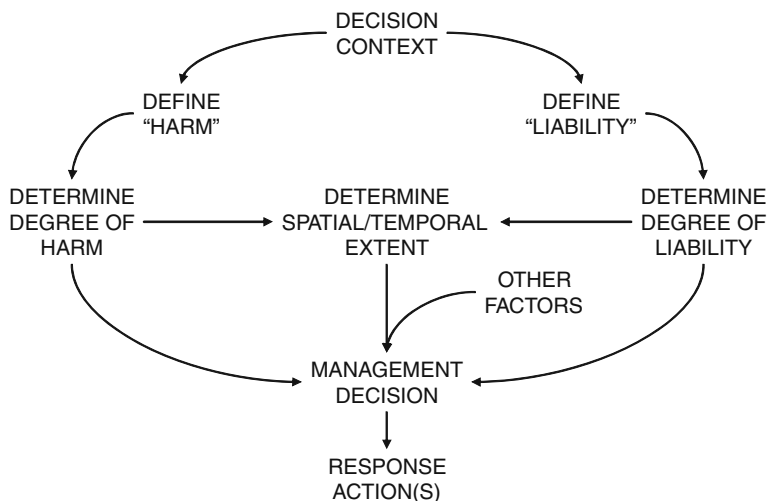 DECISION
CONTEXT
DEFINE
“HARM”
DEFINE
“LIABILITY”
DETERMINE
DEGREE OF
HARM
DETERMINE
SPATIAL/TEMPORAL
EXTENT
DETERMINE
DEGREE OF
LIABILITY
OTHER
FACTORS
MANAGEMENT
DECISION
RESPONSE
ACTION(S)